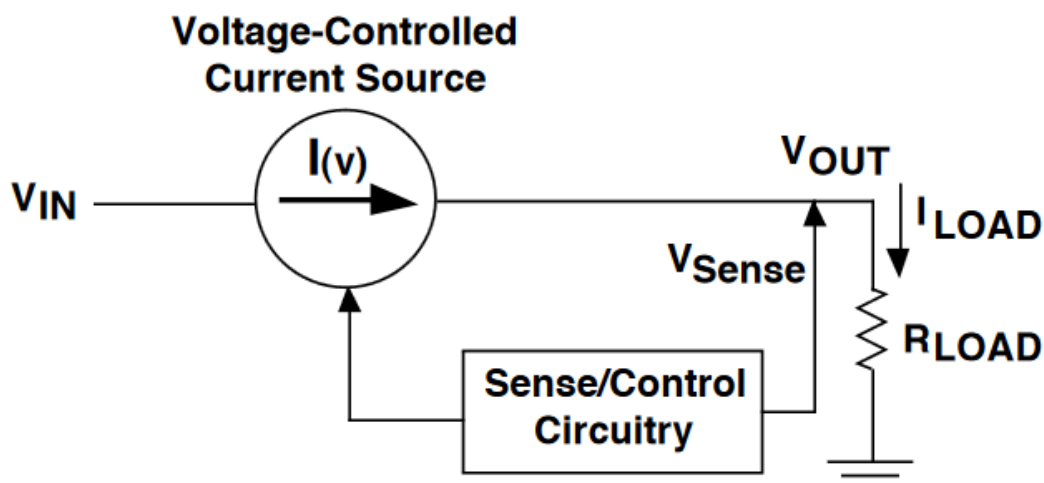 Voltage-Controlled
Current Source
I(v)
VIN
VOUT
ILOAD
VSense
RLOAD
Sense/Control
Circuitry